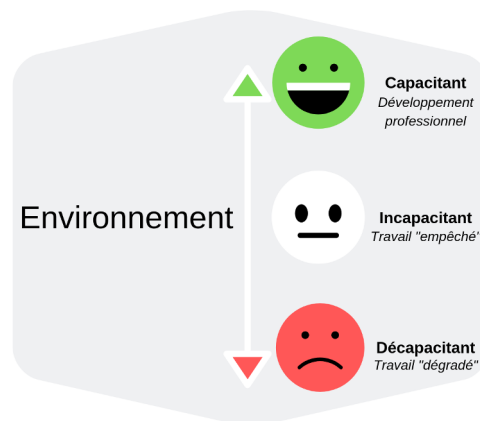 Capacitant
Développement
professionnel
Environnement
Incapacitant
Travail "empêché"
Décapacitant
Travail "dégradé"